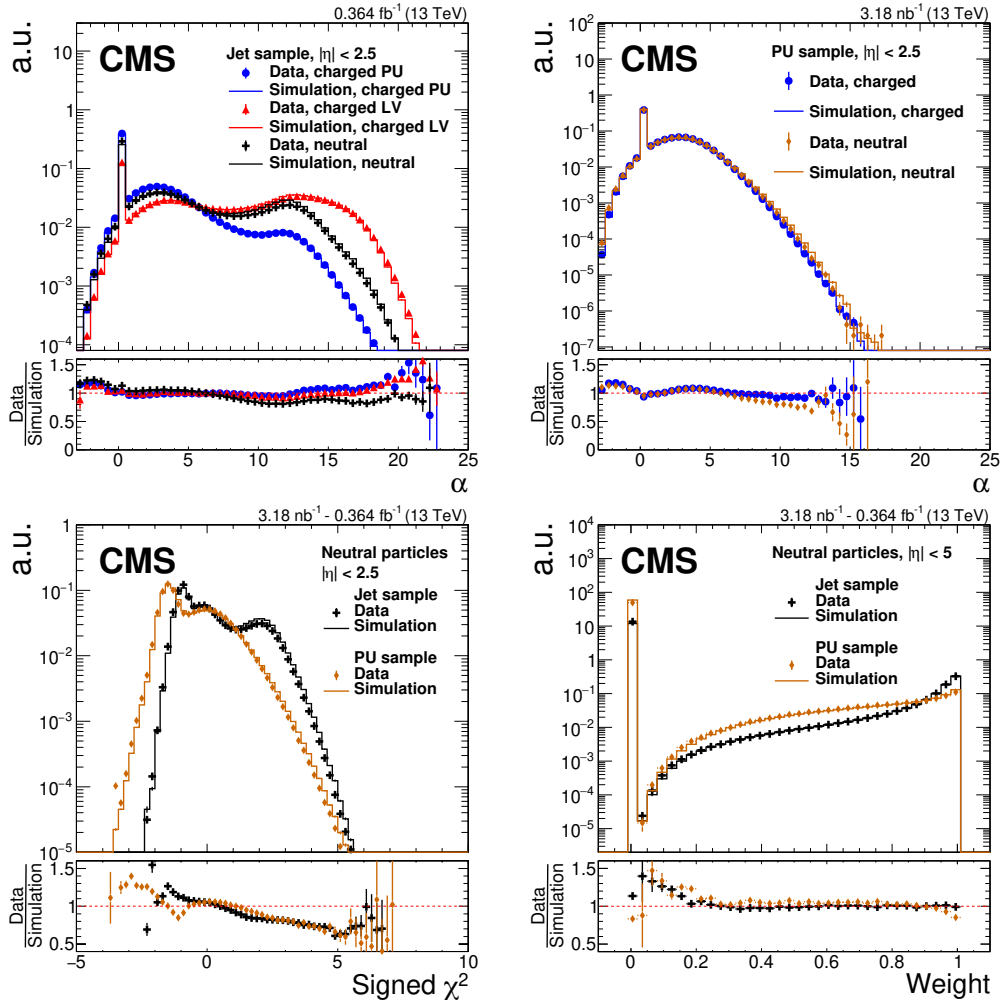 0.364 fb⁻¹ (13 TeV)
a.u.
CMS
Jet sample, |η| < 2.5
Data, charged PU
Simulation, charged PU
Data, charged LV
Simulation, charged LV
Data, neutral
Simulation, neutral
10
1
10⁻¹
10⁻²
10⁻³
10⁻⁴
Data
Simulation
1.5
1
0.5
0
0 5 10 15 20 25
α
3.18 nb⁻¹ (13 TeV)
a.u.
CMS
PU sample, |η| < 2.5
Data, charged
Simulation, charged
Data, neutral
Simulation, neutral
10²
10
1
10⁻¹
10⁻²
10⁻³
10⁻⁴
10⁻⁵
10⁻⁶
10⁻⁷
Data
Simulation
1.5
1
0.5
0
0 5 10 15 20 25
α
3.18 nb⁻¹ - 0.364 fb⁻¹ (13 TeV)
a.u.
CMS
Neutral particles
|η| < 2.5
Jet sample
Data
Simulation
PU sample
Data
Simulation
1
10⁻¹
10⁻²
10⁻³
10⁻⁴
10⁻⁵
Data
Simulation
1.5
1
0.5
−5 0 5 10
Signed χ²
3.18 nb⁻¹ - 0.364 fb⁻¹ (13 TeV)
a.u.
CMS
Neutral particles, |η| < 5
Jet sample
Data
Simulation
PU sample
Data
Simulation
10⁴
10³
10²
10
1
10⁻¹
10⁻²
10⁻³
10⁻⁴
10⁻⁵
Data
Simulation
1.5
1
0.5
0 0.2 0.4 0.6 0.8 1
Weight